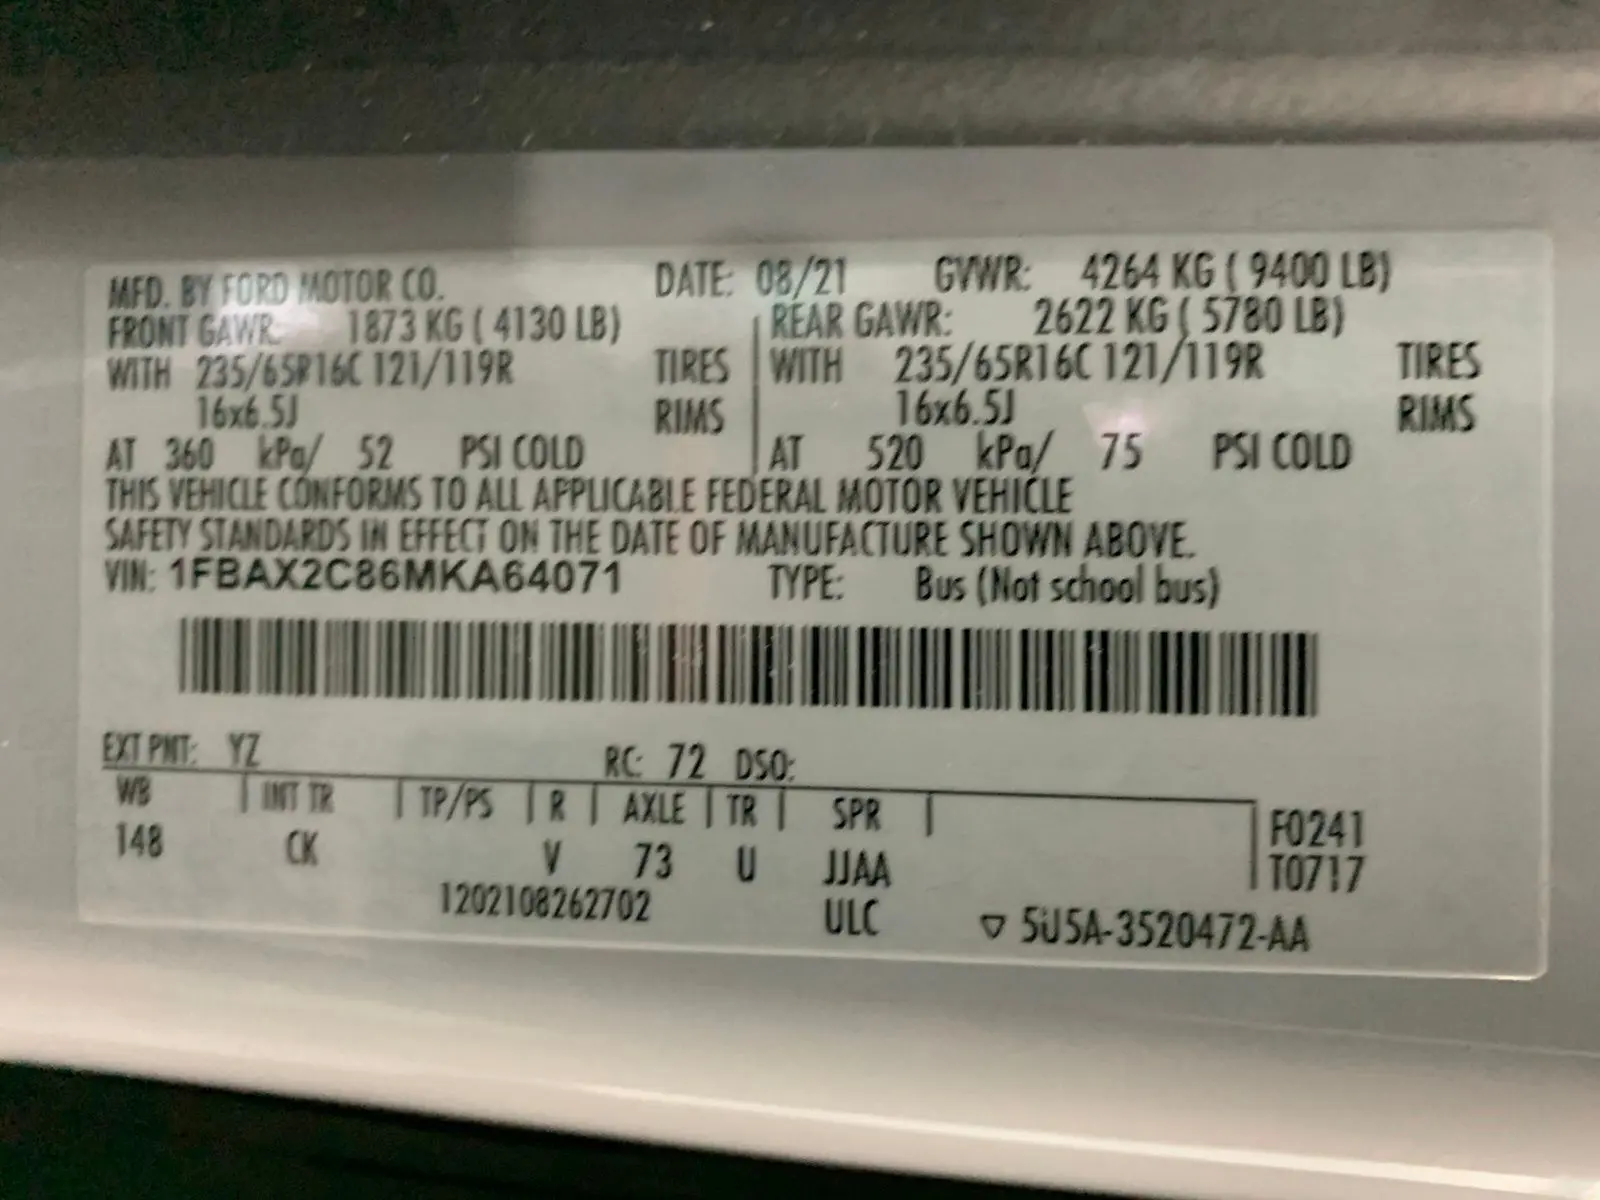 MFD. BY FORD MOTOR CO. DATE: 08/21 GVWR: 4264 KG ( 9400 LB)
FRONT GAWR: 1873 KG ( 4130 LB) REAR GAWR: 2622 KG ( 5780 LB)
WITH 235/65R16C 121/119R TIRES WITH 235/65R16C 121/119R TIRES
16x6.5J RIMS 16x6.5J RIMS
AT 360 kPa/ 52 PSI COLD AT 520 kPa/ 75 PSI COLD
THIS VEHICLE CONFORMS TO ALL APPLICABLE FEDERAL MOTOR VEHICLE
SAFETY STANDARDS IN EFFECT ON THE DATE OF MANUFACTURE SHOWN ABOVE.
VIN: 1FBAX2C86MKA64071 TYPE: Bus (Not school bus)
EXT PNT: YZ RC: 72 DSO:
WB INT TR TP/PS R AXLE TR SPR F0241
148 CK V 73 U JJAA T0717
1202108262702 ULC ▽ 5U5A-3520472-AA